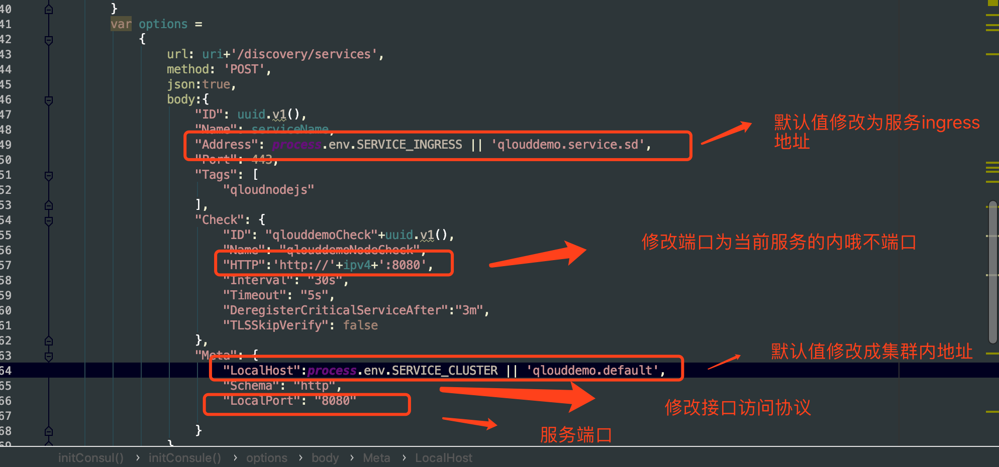 40 }
41 var options =
42 {
43 url: uri+'/discovery/services',
44 method: 'POST',
45 json:true,
46 body:{
47 "ID": uuid.v1(),
48 "Name": serviceName,
默认值修改为服务ingress
地址
49 "Address": process.env.SERVICE_INGRESS || 'qlouddemo.service.sd',
50 "Port": 443,
51 "Tags": [
52 "qloudnodejs"
53 ],
54 "Check": {
55 "ID": "qlouddemoCheck"+uuid.v1(),
修改端口为当前服务的内哦不端口
56 "Name": "qlouddemoNodeCheck",
57 "HTTP":'http://'+ipv4+':8080',
58 "Interval": "30s",
59 "Timeout": "5s",
60 "DeregisterCriticalServiceAfter":"3m",
61 "TLSSkipVerify": false
62 },
63 "Meta": {
默认值修改成集群内地址
64 "LocalHost":process.env.SERVICE_CLUSTER || 'qlouddemo.default',
65 "Schema": "http",
66 "LocalPort": "8080"
修改接口访问协议
67
68 }
服务端口
69 }
initConsul() › initConsule() › options › body › Meta › LocalHost